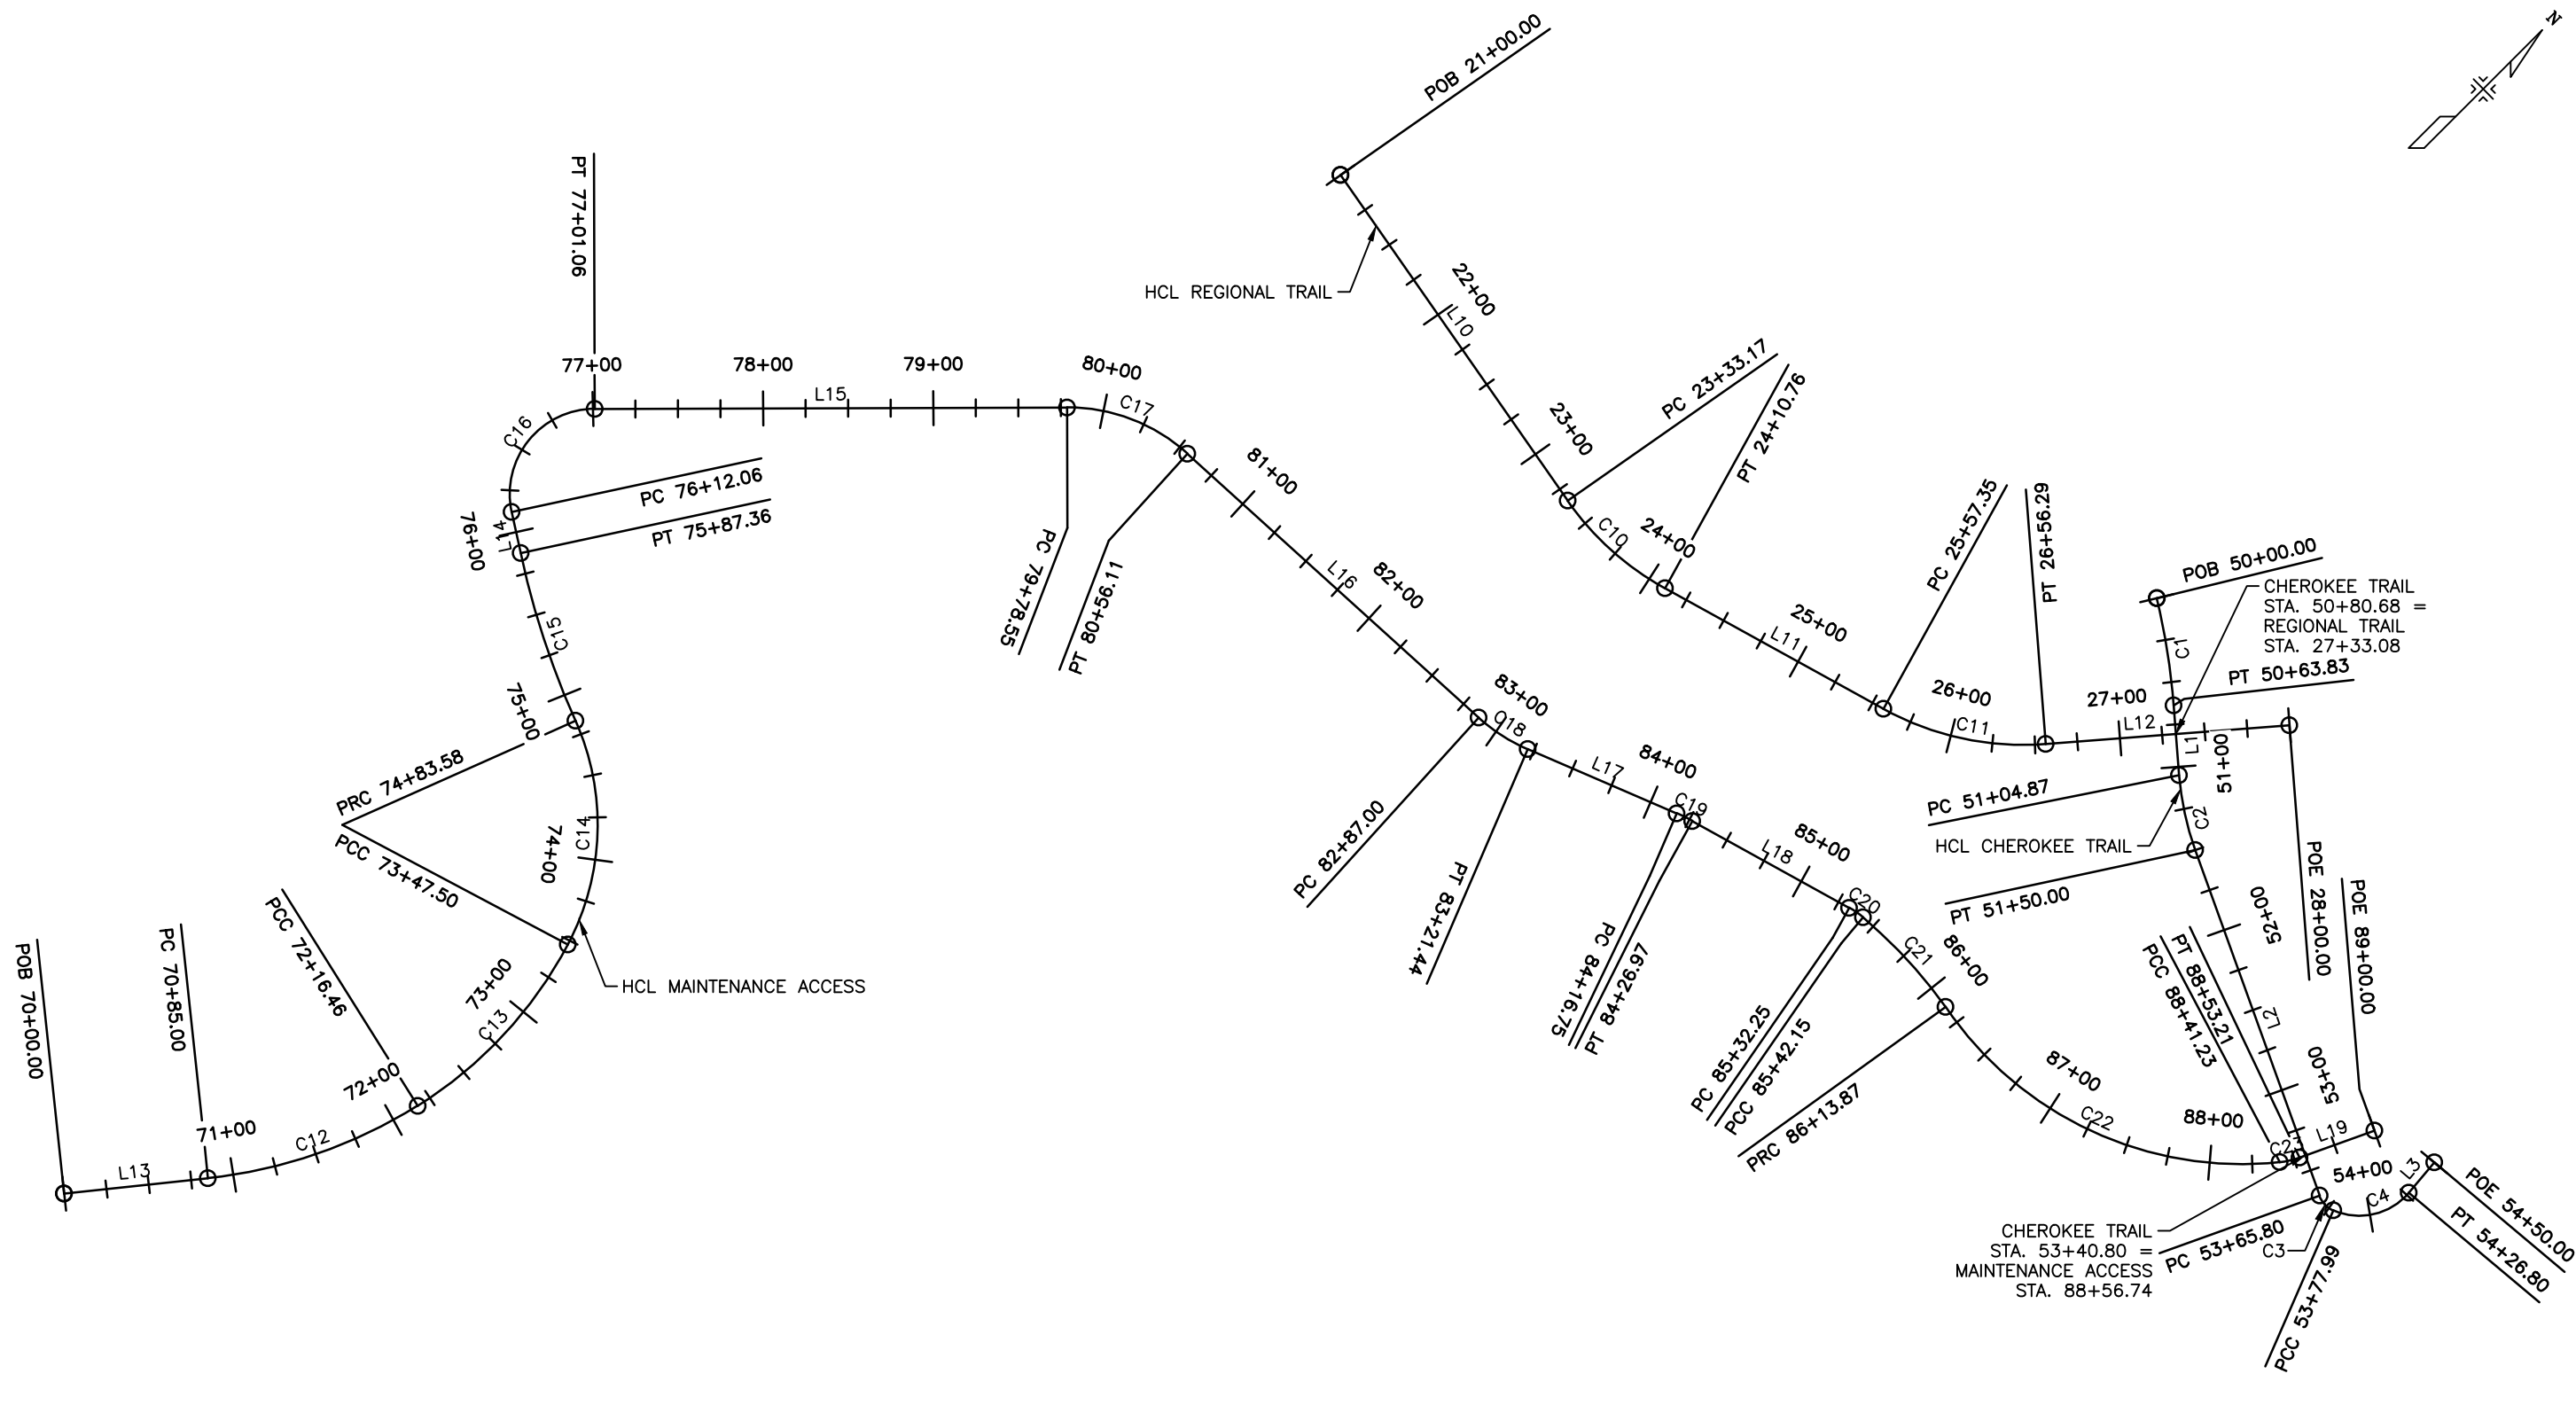 N
POB 21+00.00
HCL REGIONAL TRAIL
22+00
L10
23+00
PC 23+33.17
PT 24+10.76
C10
24+00
L11
25+00
PC 25+57.35
PT 26+56.29
26+00
C11
27+00
L12
POE 28+00.00
POB 50+00.00
CHEROKEE TRAIL
STA. 50+80.68 =
REGIONAL TRAIL
STA. 27+33.08
C1
PT 50+63.83
L1
51+00
PC 51+04.87
C2
HCL CHEROKEE TRAIL
PT 51+50.00
52+00
L2
53+00
POE 89+00.00
PT 88+53.21
PCC 88+41.23
L19
C23
54+00
L3
C4
POE 54+50.00
PT 54+26.80
PC 53+65.80
C3
PCC 53+77.99
CHEROKEE TRAIL
STA. 53+40.80 =
MAINTENANCE ACCESS
STA. 88+56.74
PT 77+01.06
77+00
78+00
L15
79+00
80+00
C17
C16
PC 76+12.06
PT 75+87.36
76+00
L14
C15
75+00
PC 79+78.55
PT 80+56.11
81+00
L16
82+00
83+00
C18
PC 82+87.00
PT 83+21.44
L17
84+00
C19
PC 84+16.75
PT 84+26.97
L18
85+00
C20
PC 85+32.25
PCC 85+42.15
C21
86+00
PRC 86+13.87
87+00
C22
88+00
PRC 74+83.58
PCC 73+47.50
74+00
C14
HCL MAINTENANCE ACCESS
73+00
C13
PCC 72+16.46
72+00
C12
71+00
PC 70+85.00
L13
POB 70+00.00